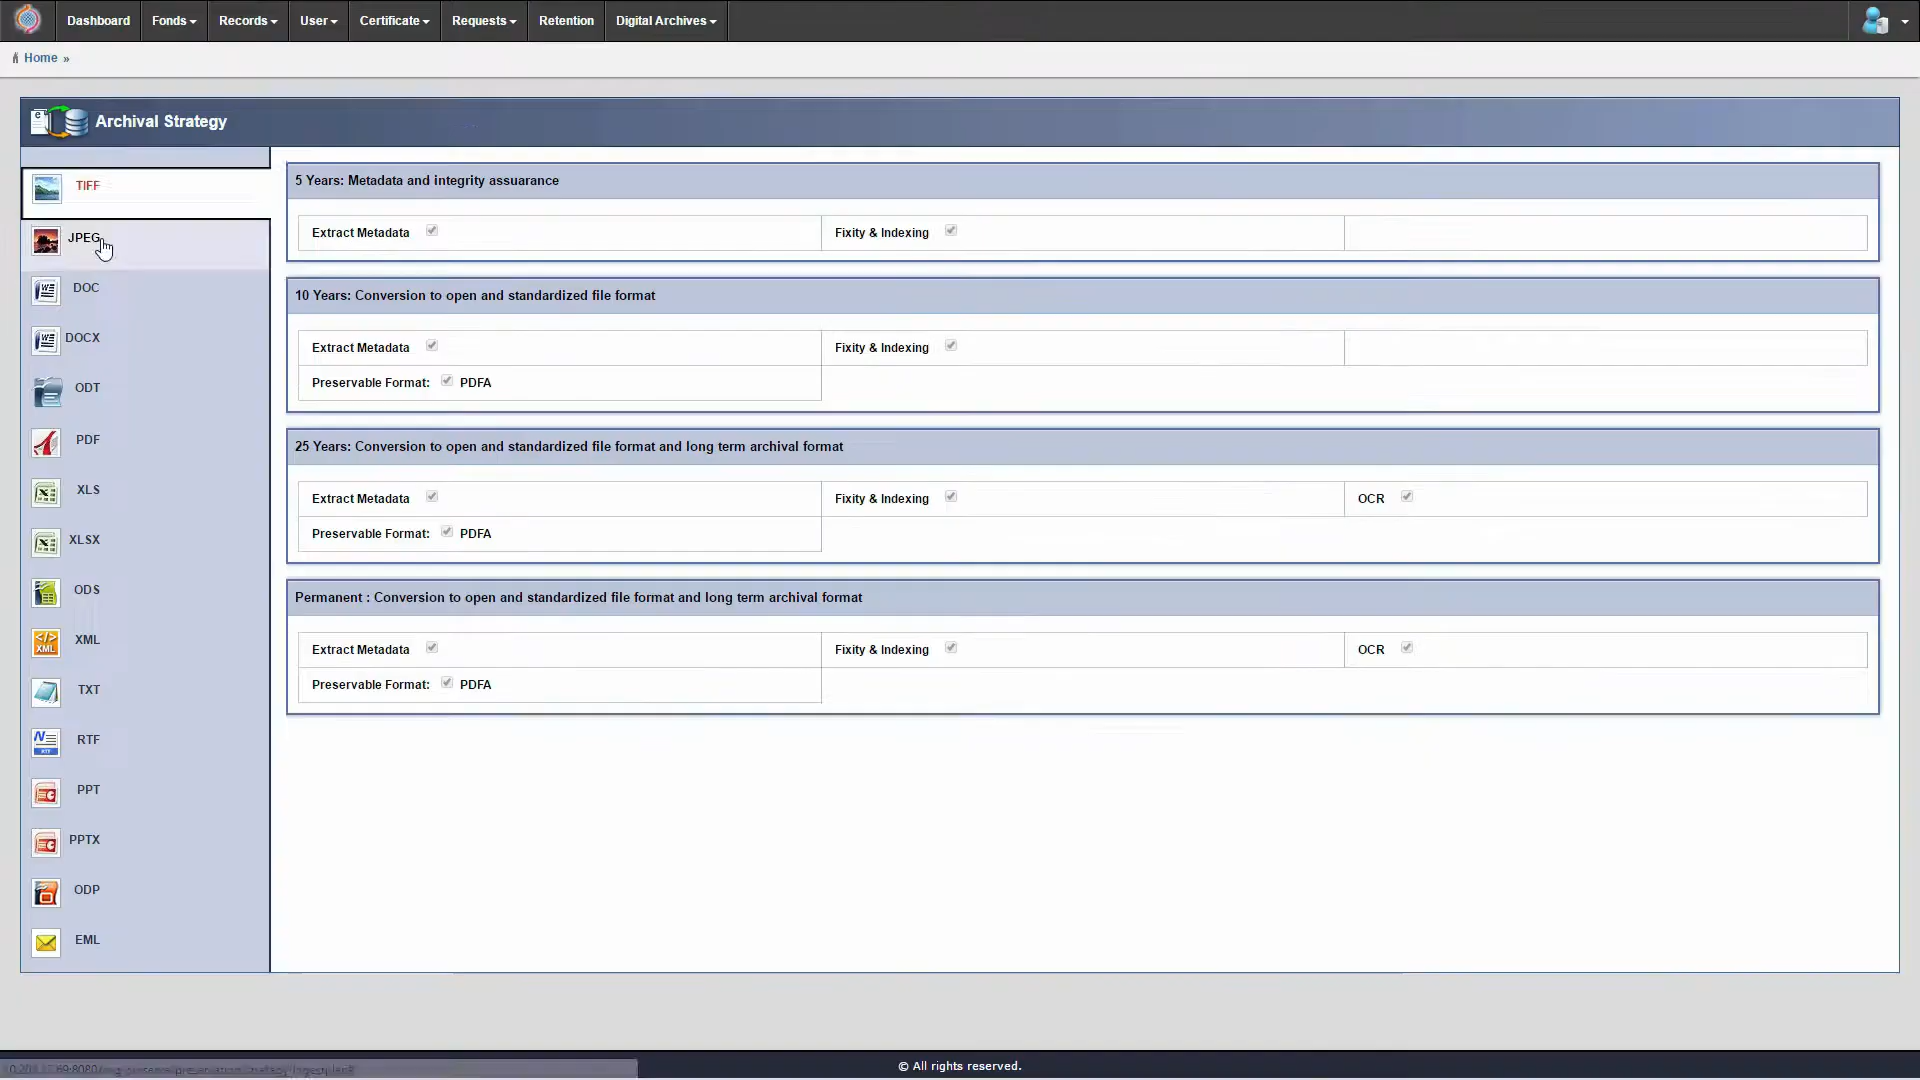 Dashboard Fonds Records User Certificate Requests Retention Digital Archives
Home »
Archival Strategy
TIFF
JPEG
DOC
DOCX
ODT
PDF
XLS
XLSX
ODS
XML
TXT
RTF
PPT
PPTX
ODP
EML
5 Years: Metadata and integrity assuarance
Extract Metadata Fixity & Indexing
10 Years: Conversion to open and standardized file format
Extract Metadata Fixity & Indexing
Preservable Format: PDFA
25 Years: Conversion to open and standardized file format and long term archival format
Extract Metadata Fixity & Indexing OCR
Preservable Format: PDFA
Permanent : Conversion to open and standardized file format and long term archival format
Extract Metadata Fixity & Indexing OCR
Preservable Format: PDFA
© All rights reserved.